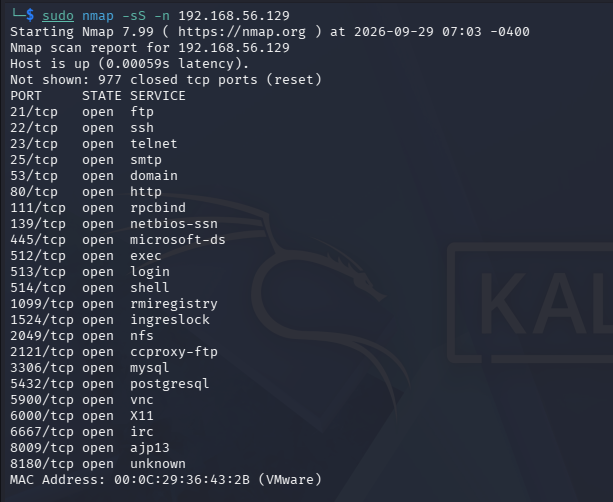 └─$ sudo nmap -sS -n 192.168.56.129
Starting Nmap 7.99 ( https://nmap.org ) at 2026-09-29 07:03 -0400
Nmap scan report for 192.168.56.129
Host is up (0.00059s latency).
Not shown: 977 closed tcp ports (reset)
PORT     STATE SERVICE
21/tcp   open  ftp
22/tcp   open  ssh
23/tcp   open  telnet
25/tcp   open  smtp
53/tcp   open  domain
80/tcp   open  http
111/tcp  open  rpcbind
139/tcp  open  netbios-ssn
445/tcp  open  microsoft-ds
512/tcp  open  exec
513/tcp  open  login
514/tcp  open  shell
1099/tcp open  rmiregistry
1524/tcp open  ingreslock
2049/tcp open  nfs
2121/tcp open  ccproxy-ftp
3306/tcp open  mysql
5432/tcp open  postgresql
5900/tcp open  vnc
6000/tcp open  X11
6667/tcp open  irc
8009/tcp open  ajp13
8180/tcp open  unknown
MAC Address: 00:0C:29:36:43:2B (VMware)
KAL